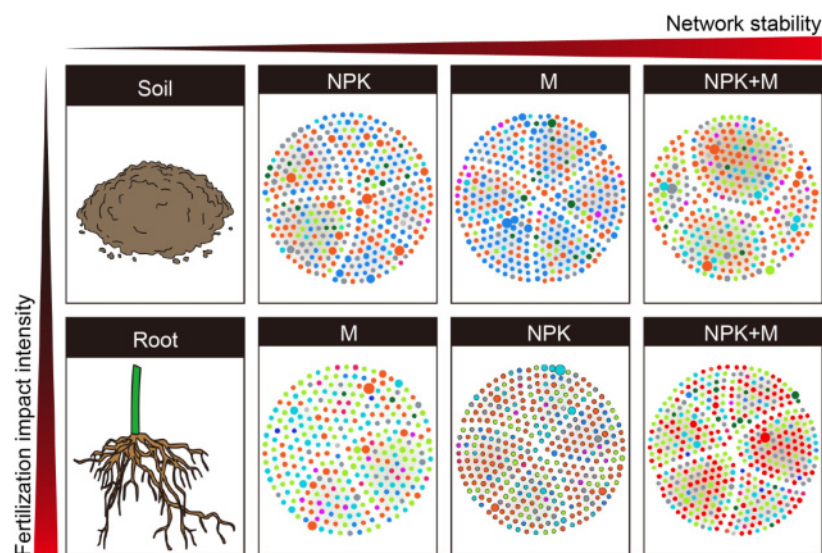 Network stability
Soil
NPK
M
NPK+M
Fertilization impact intensity
Root
M
NPK
NPK+M